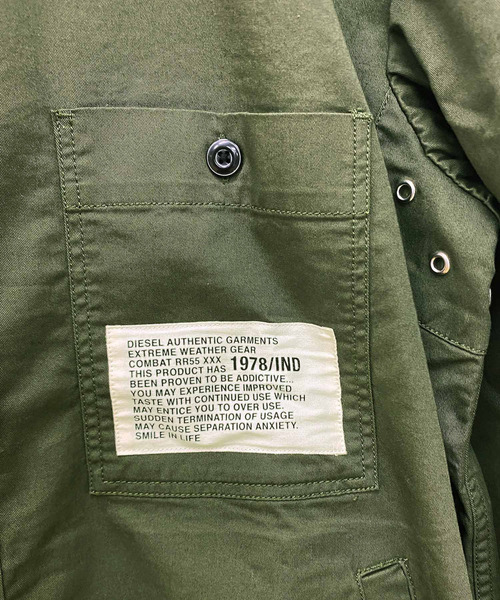 DIESEL AUTHENTIC GARMENTS
EXTREME WEATHER GEAR
COMBAT RR55 XXX
THIS PRODUCT HAS 1978/IND
BEEN PROVEN TO BE ADDICTIVE...
YOU MAY EXPERIENCE IMPROVED
TASTE WITH CONTINUED USE WHICH
MAY ENTICE YOU TO OVER USE.
SUDDEN TERMINATION OF USAGE
MAY CAUSE SEPARATION ANXIETY.
SMILE IN LIFE